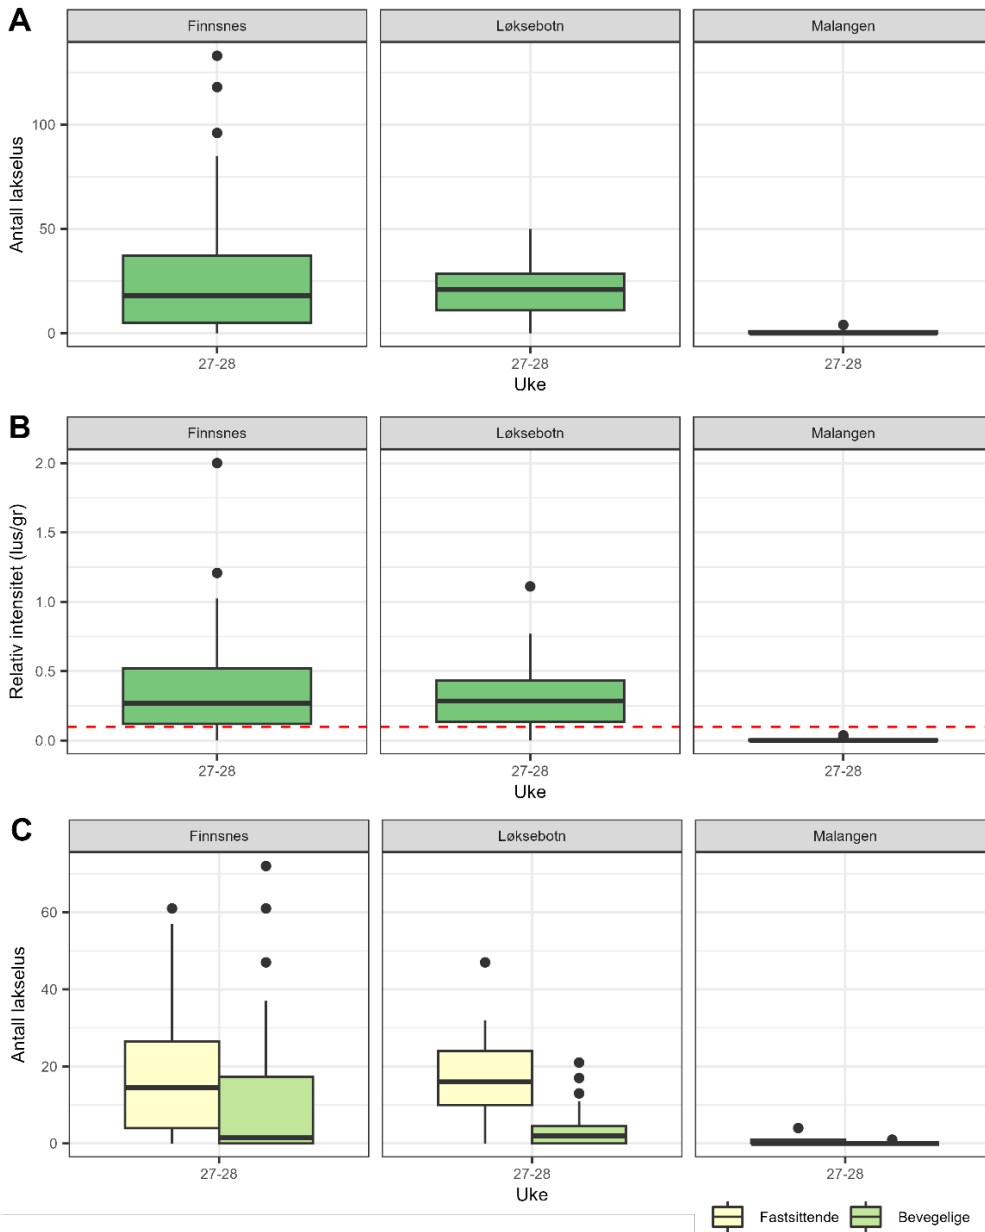 A
Finnsnes
Løksebotn
Malangen
Antall lakselus
100
50
0
27-28
27-28
27-28
Uke
B
Finnsnes
Løksebotn
Malangen
Relativ intensitet (lus/gr)
2.0
1.5
1.0
0.5
0.0
27-28
27-28
27-28
Uke
C
Finnsnes
Løksebotn
Malangen
Antall lakselus
60
40
20
0
27-28
27-28
27-28
Uke
Fastsittende Bevegelige